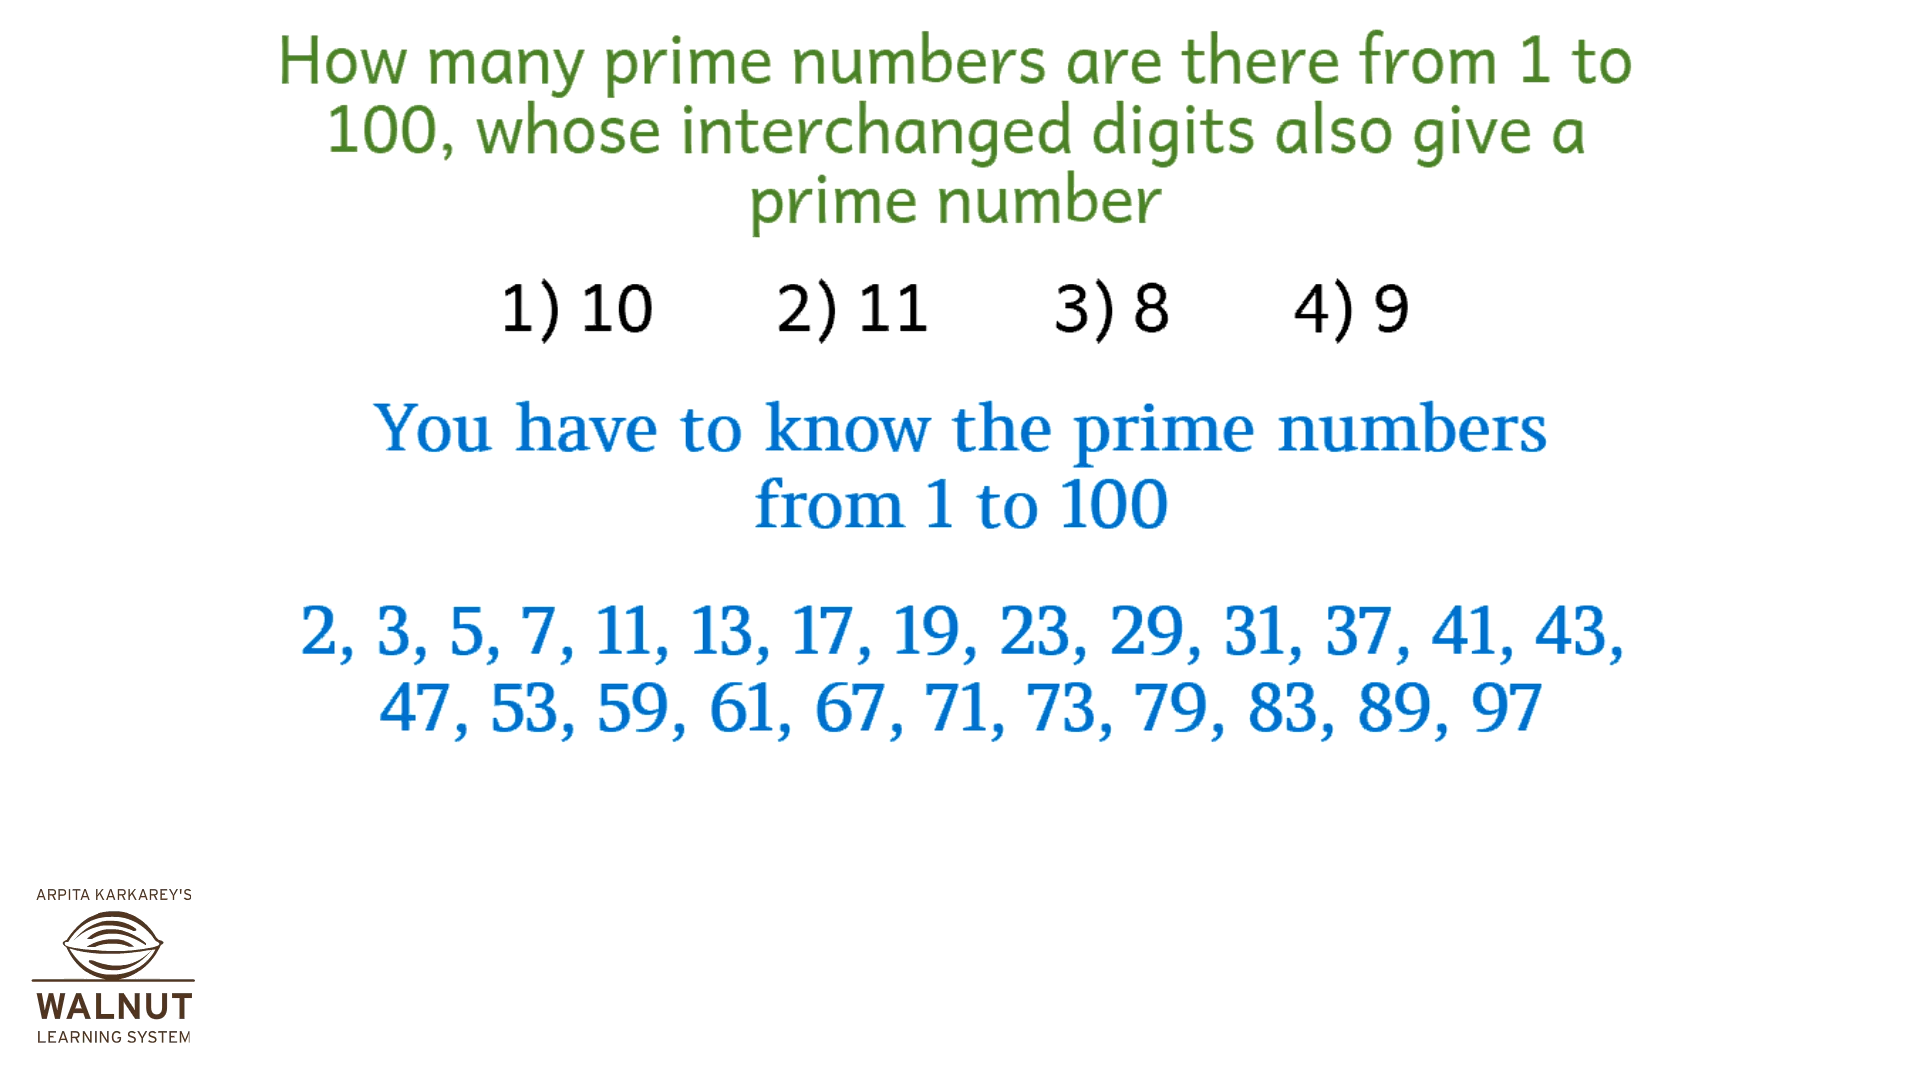 How many prime numbers are there from 1 to
100, whose interchanged digits also give a
prime number
1) 10 2) 11 3) 8 4) 9
You have to know the prime numbers
from 1 to 100
2, 3, 5, 7, 11, 13, 17, 19, 23, 29, 31, 37, 41, 43,
47, 53, 59, 61, 67, 71, 73, 79, 83, 89, 97
ARPITA KARKAREY'S
WALNUT
LEARNING SYSTEM